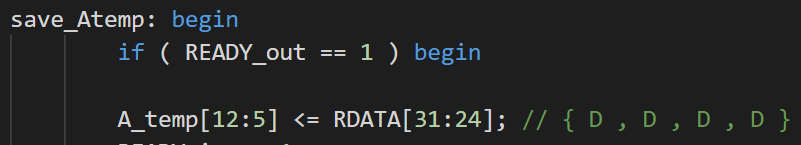 save_Atemp: begin
if ( READY_out == 1 ) begin
A_temp[12:5] <= RDATA[31:24]; // { D , D , D , D }